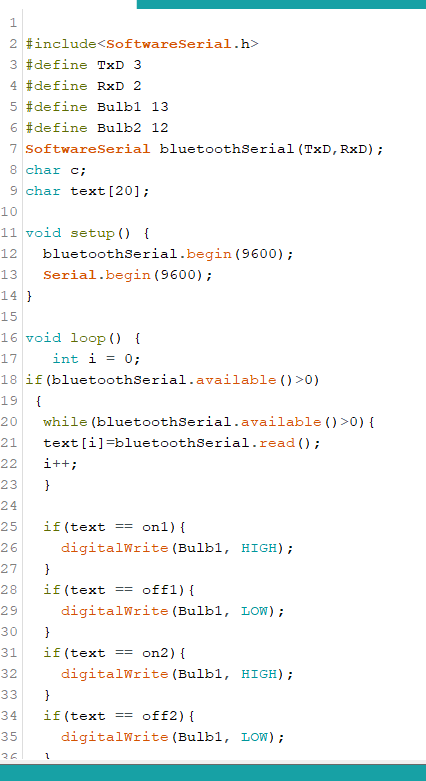 1
2 #include<SoftwareSerial.h>
3 #define TxD 3
4 #define RxD 2
5 #define Bulb1 13
6 #define Bulb2 12
7 SoftwareSerial bluetoothSerial(TxD,RxD);
8 char c;
9 char text[20];
10
11 void setup() {
12   bluetoothSerial.begin(9600);
13   Serial.begin(9600);
14 }
15
16 void loop() {
17    int i = 0;
18 if(bluetoothSerial.available()>0)
19  {
20   while(bluetoothSerial.available()>0){
21   text[i]=bluetoothSerial.read();
22   i++;
23   }
24
25   if(text == on1){
26     digitalWrite(Bulb1, HIGH);
27   }
28   if(text == off1){
29     digitalWrite(Bulb1, LOW);
30   }
31   if(text == on2){
32     digitalWrite(Bulb1, HIGH);
33   }
34   if(text == off2){
35     digitalWrite(Bulb1, LOW);
36   }